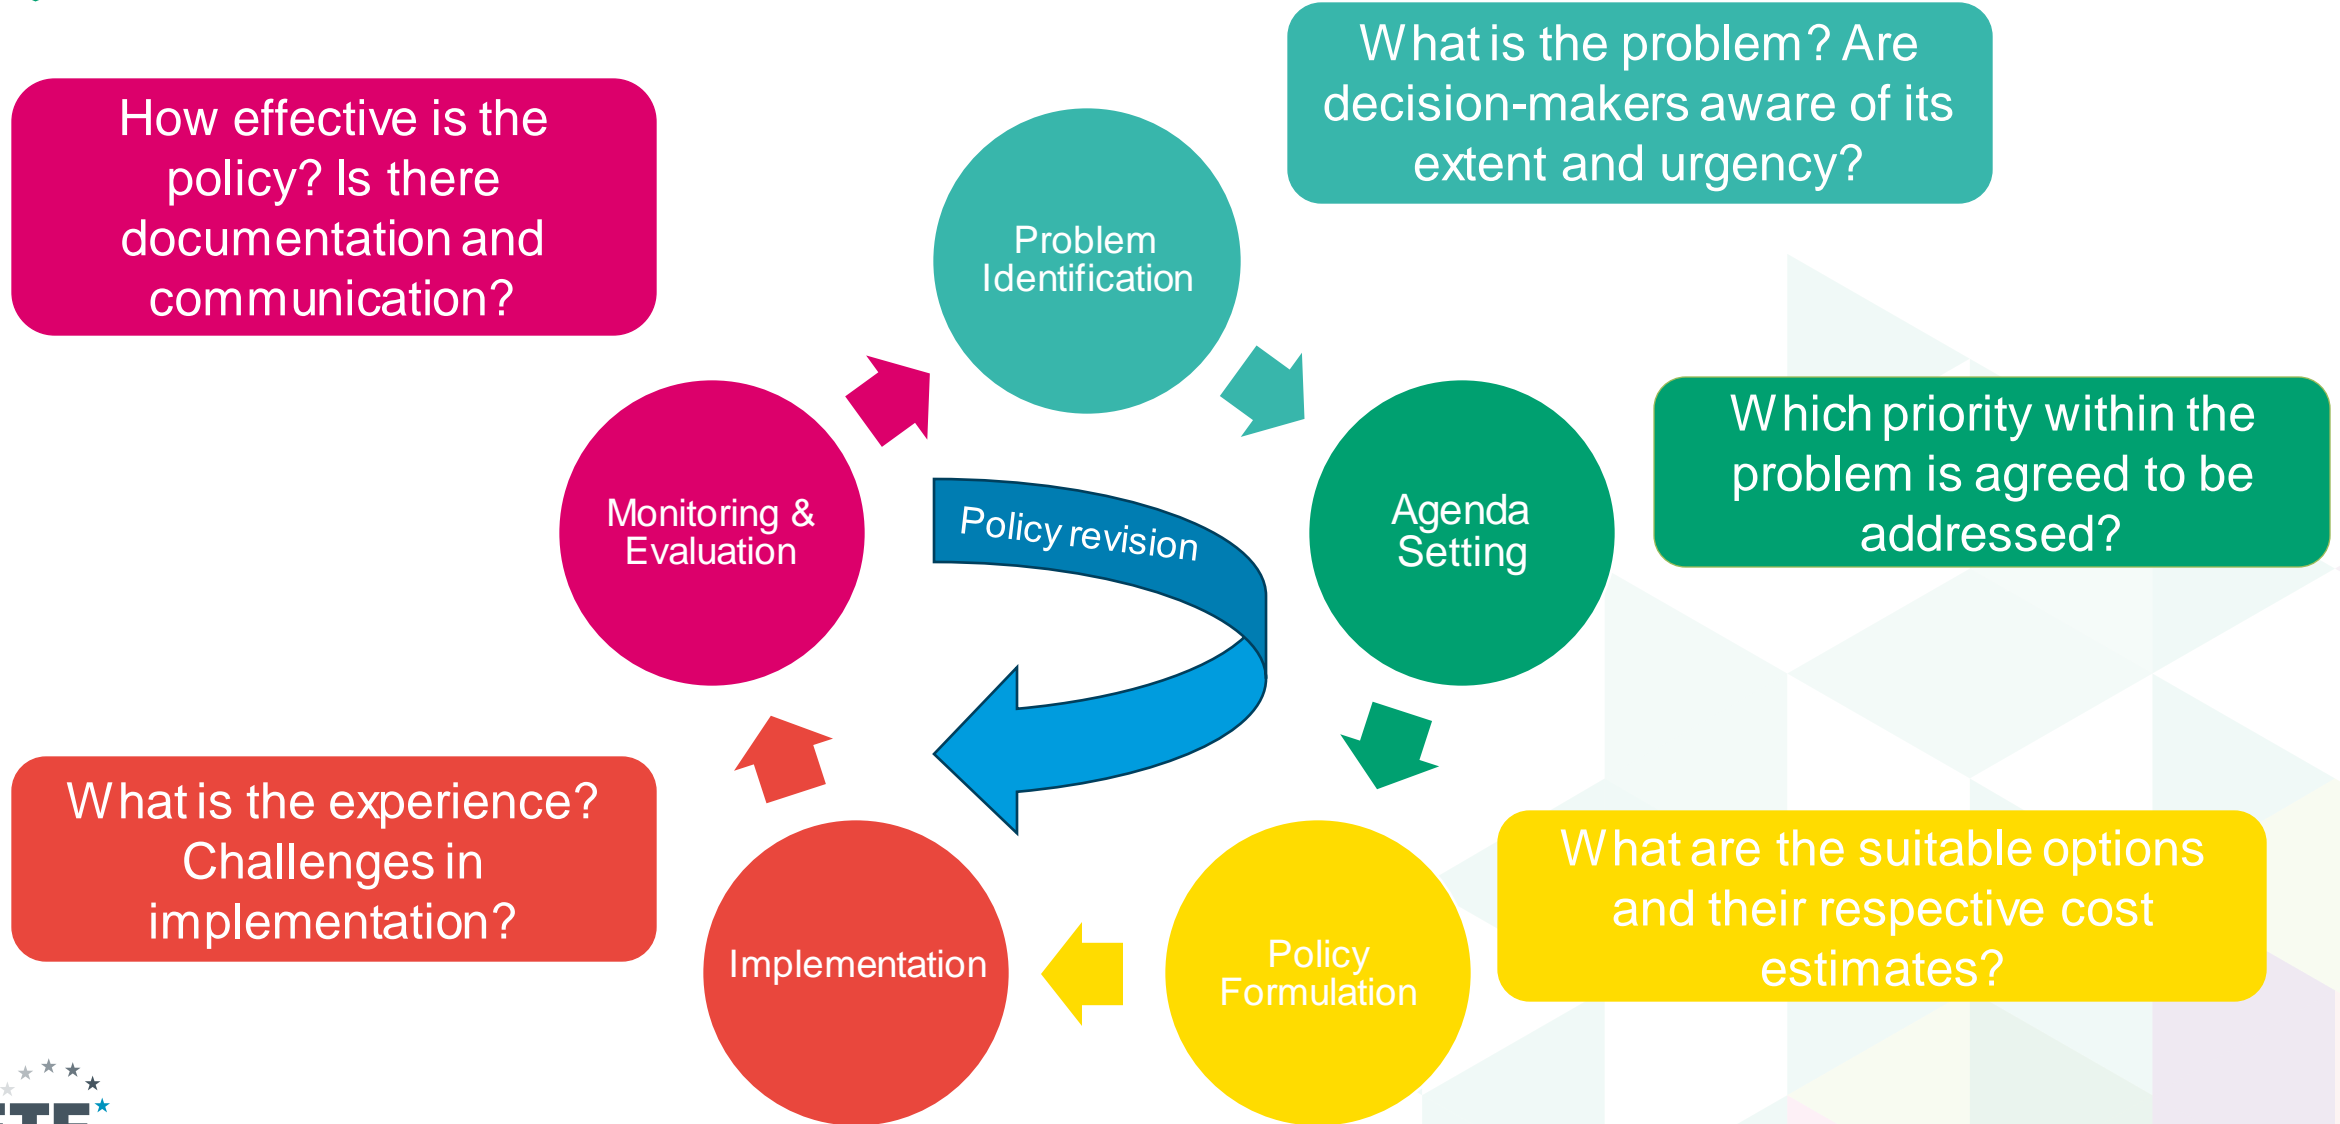 What is the problem? Are
decision-makers aware of its
extent and urgency?
How effective is the
policy? Is there
documentation and
communication?
Problem
Identification
Which priority within the
problem is agreed to be
addressed?
Monitoring &
Evaluation
Policy revision
Agenda
Setting
What is the experience?
Challenges in
implementation?
What are the suitable options
and their respective cost
estimates?
Implementation
Policy
Formulation